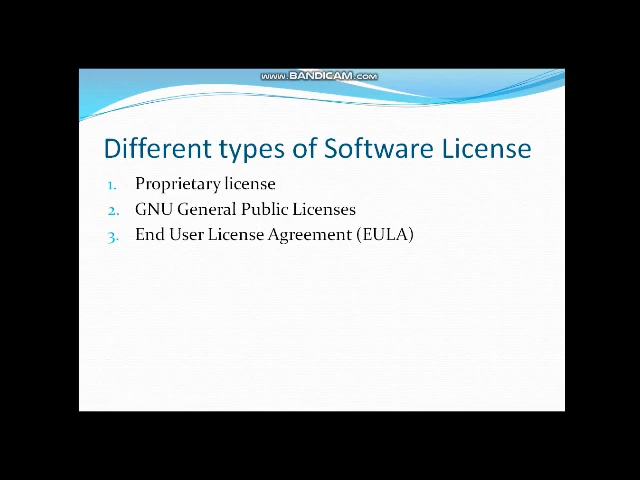 www.BANDICAM.com
Different types of Software License
1. Proprietary license
2. GNU General Public Licenses
3. End User License Agreement (EULA)